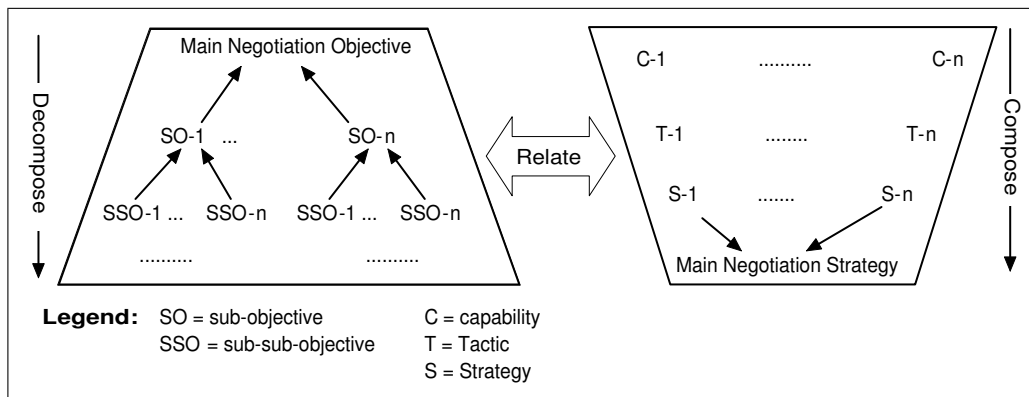 Decompose
Main Negotiation Objective
SO-1 ... SO-n
SSO-1 ... SSO-n SSO-1 ... SSO-n
.......... ..........
Relate
C-1 .......... C-n
T-1 ........ T-n
S-1 ....... S-n
Main Negotiation Strategy
Compose
Legend: SO = sub-objective C = capability
SSO = sub-sub-objective T = Tactic
S = Strategy